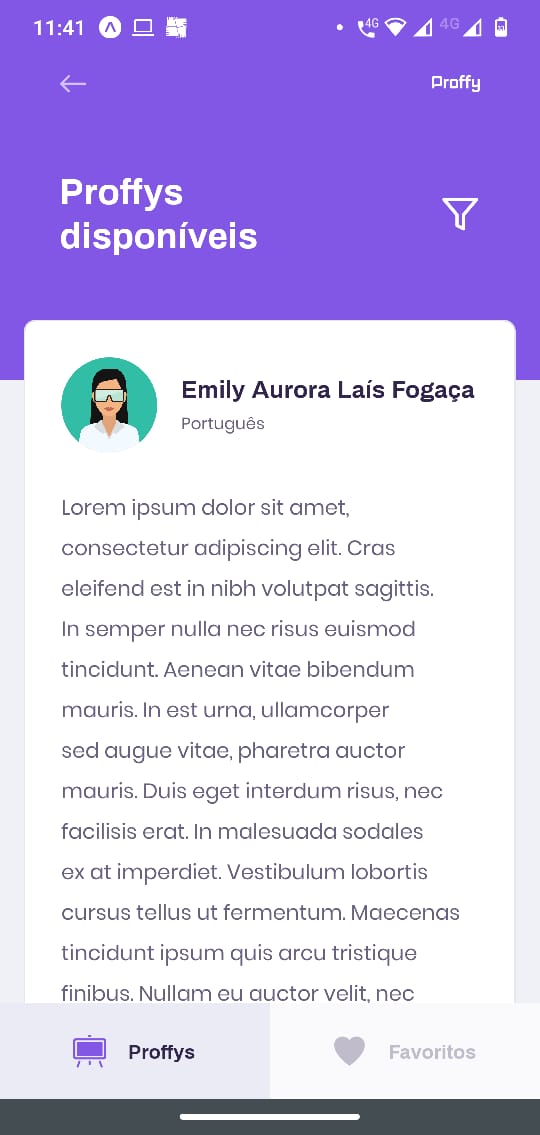 11:41
4G
4G
Proffy
Proffys
disponíveis
Emily Aurora Laís Fogaça
Português
Lorem ipsum dolor sit amet,
consectetur adipiscing elit. Cras
eleifend est in nibh volutpat sagittis.
In semper nulla nec risus euismod
tincidunt. Aenean vitae bibendum
mauris. In est urna, ullamcorper
sed augue vitae, pharetra auctor
mauris. Duis eget interdum risus, nec
facilisis erat. In malesuada sodales
ex at imperdiet. Vestibulum lobortis
cursus tellus ut fermentum. Maecenas
tincidunt ipsum quis arcu tristique
finibus. Nullam eu auctor velit, nec
Proffys
Favoritos